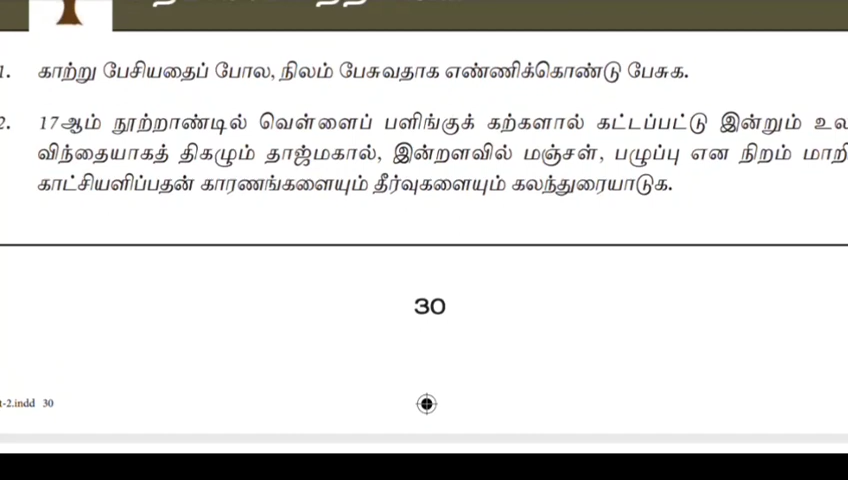 1. காற்று பேசியதைப் போல, நிலம் பேசுவதாக எண்ணிக்கொண்டு பேசுக.
2. 17ஆம் நூற்றாண்டில் வெள்ளைப் பளிங்குக் கற்களால் கட்டப்பட்டு இன்றும்
விந்தையாகத் திகழும் தாஜ்மகால், இன்றளவில் மஞ்சள், பழுப்பு என நிறம்
காட்சியளிப்பதன் காரணங்களையும் தீர்வுகளையும் கலந்துரையாடுக.
30
t-2.indd 30